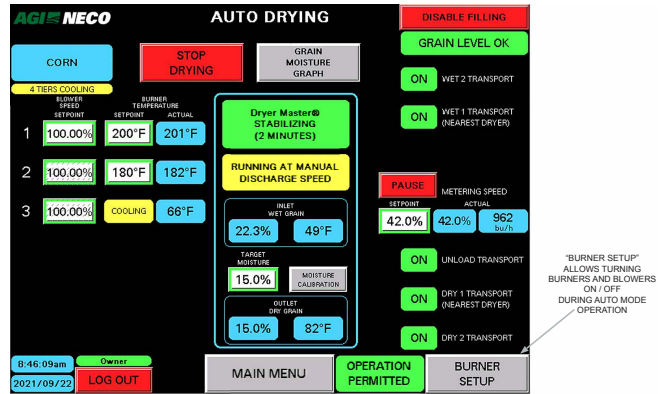 AGI NECO
AUTO DRYING
DISABLE FILLING
CORN
STOP
DRYING
GRAIN
MOISTURE
GRAPH
GRAIN LEVEL OK
4 TIERS COOLING
BLOWER
SPEED
SETPOINT
BURNER
TEMPERATURE
SETPOINT ACTUAL
1 100.00% 200°F 201°F
2 100.00% 180°F 182°F
3 100.00% COOLING 66°F
Dryer Master®
STABILIZING
(2 MINUTES)
RUNNING AT MANUAL
DISCHARGE SPEED
INLET
WET GRAIN
22.3% 49°F
TARGET
MOISTURE
15.0%
MOISTURE
CALIBRATION
OUTLET
DRY GRAIN
15.0% 82°F
ON WET 2 TRANSPORT
ON WET 1 TRANSPORT
(NEAREST DRYER)
PAUSE METERING SPEED
SETPOINT ACTUAL
42.0% 42.0% 962
bu/h
ON UNLOAD TRANSPORT
ON DRY 1 TRANSPORT
(NEAREST DRYER)
ON DRY 2 TRANSPORT
"BURNER SETUP"
ALLOWS TURNING
BURNERS AND BLOWERS
ON / OFF
DURING AUTO MODE
OPERATION
8:46:09am Owner
2021/09/22 LOG OUT
MAIN MENU
OPERATION
PERMITTED
BURNER
SETUP